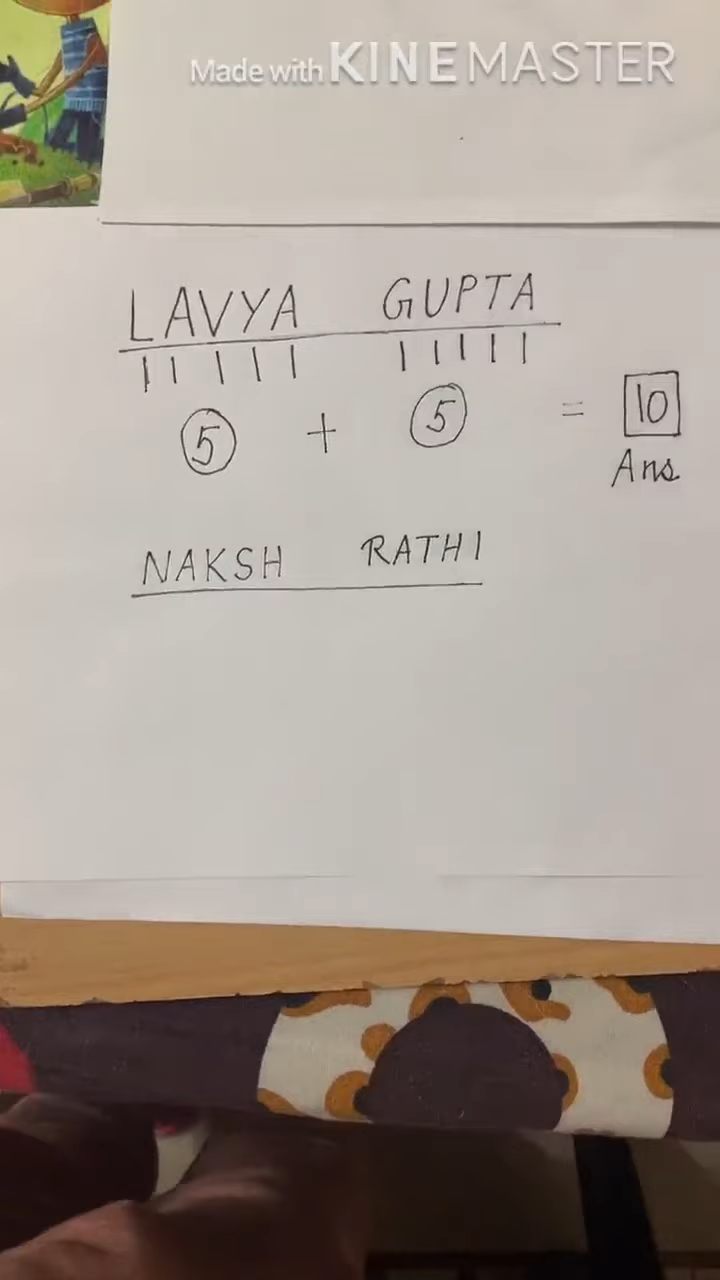 Made with KINEMASTER
LAVYA GUPTA
5 + 5 = 10
Ans
NAKSH RATHI